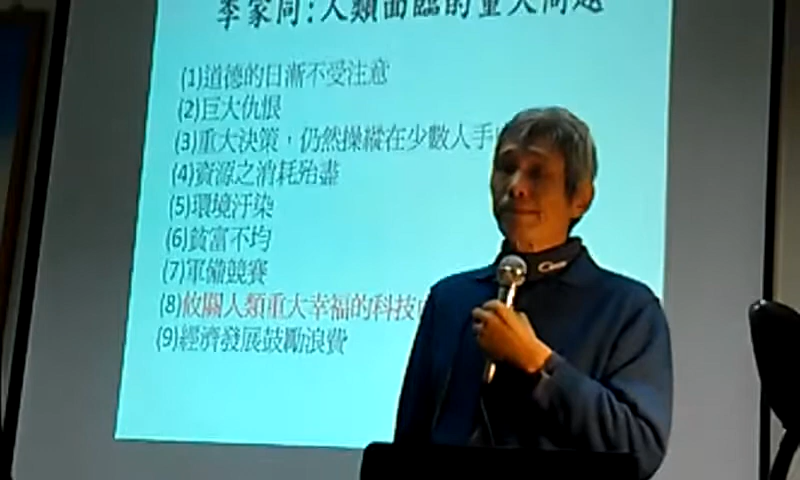 李家同:人類面臨的重大問題
(1)道德的日漸不受注意
(2)巨大仇恨
(3)重大決策，仍然操縱在少數人手
(4)資源之消耗殆盡
(5)環境汙染
(6)貧富不均
(7)軍備競賽
(8)攸關人類重大幸福的科技
(9)經濟發展鼓勵浪費